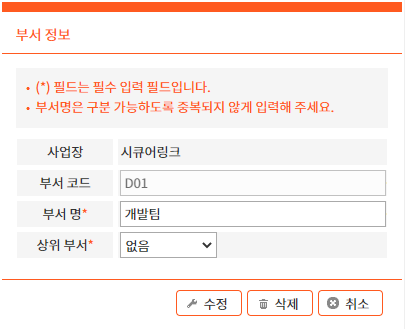 부서 정보
• (*) 필드는 필수 입력 필드입니다.
• 부서명은 구분 가능하도록 중복되지 않게 입력해 주세요.
사업장 시큐어링크
부서 코드 D01
부서 명* 개발팀
상위 부서* 없음
수정 삭제 취소